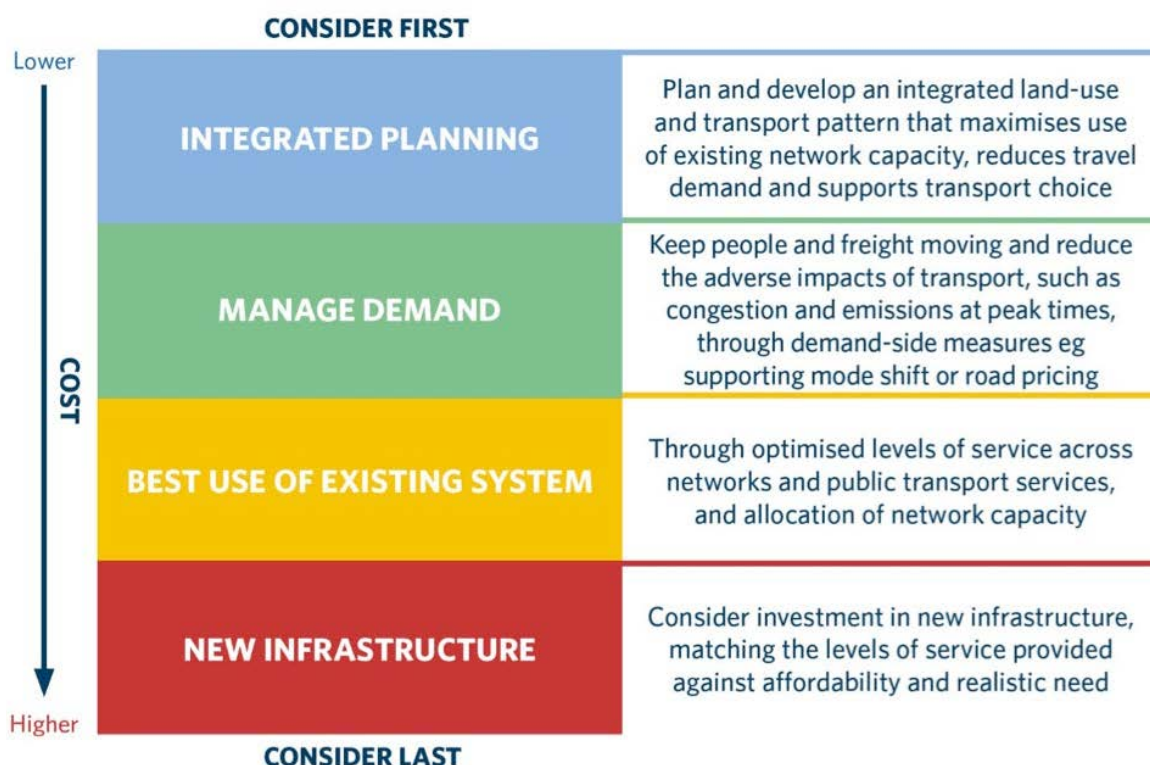 CONSIDER FIRST
Lower
COST
Higher
INTEGRATED PLANNING
Plan and develop an integrated land-use
and transport pattern that maximises use
of existing network capacity, reduces travel
demand and supports transport choice
MANAGE DEMAND
Keep people and freight moving and reduce
the adverse impacts of transport, such as
congestion and emissions at peak times,
through demand-side measures eg
supporting mode shift or road pricing
BEST USE OF EXISTING SYSTEM
Through optimised levels of service across
networks and public transport services,
and allocation of network capacity
NEW INFRASTRUCTURE
Consider investment in new infrastructure,
matching the levels of service provided
against affordability and realistic need
CONSIDER LAST